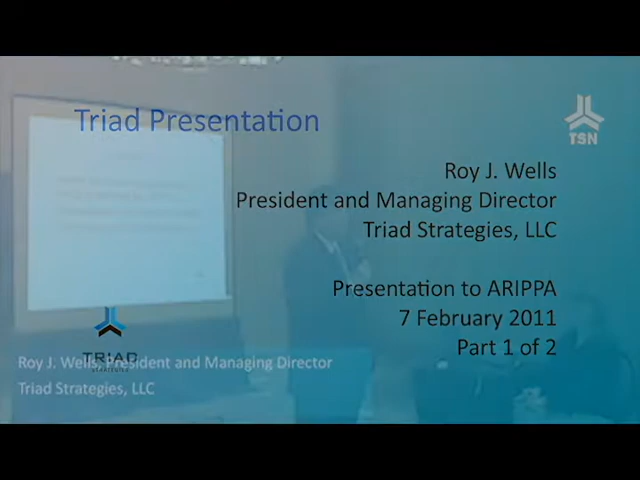 Triad Presentation
TSN
Roy J. Wells
President and Managing Director
Triad Strategies, LLC
Presentation to ARIPPA
7 February 2011
Part 1 of 2
TRIAD
STRATEGIES
Roy J. Wells, President and Managing Director
Triad Strategies, LLC